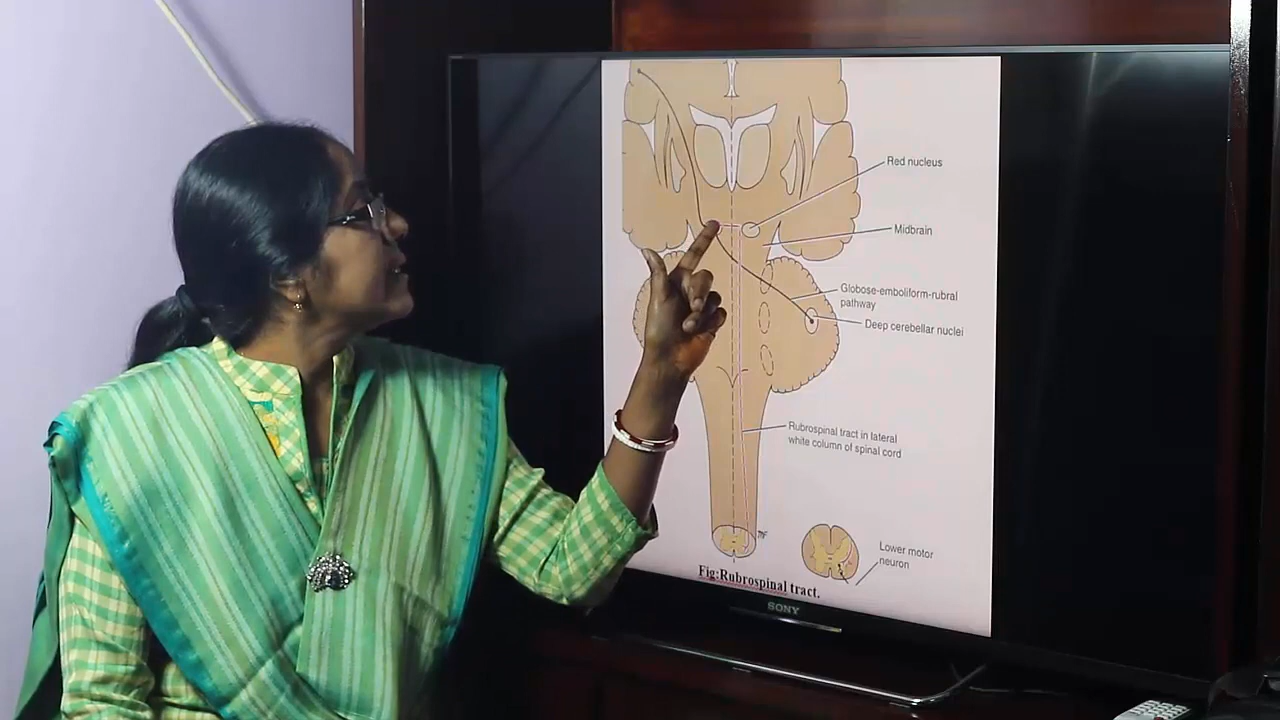 Red nucleus
Midbrain
Globose-emboliform-rubral
pathway
Deep cerebellar nuclei
Rubrospinal tract in lateral
white column of spinal cord
Lower motor
neuron
Fig:Rubrospinal tract.
SONY